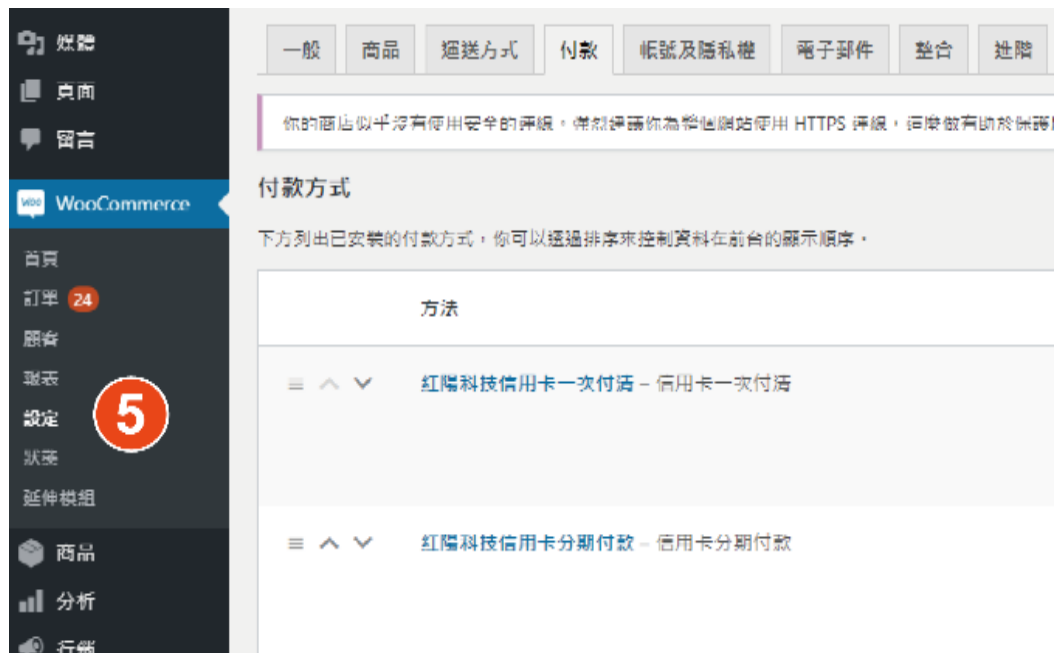 媒體
頁面
留言
WooCommerce
首頁
訂單 24
顧客
報表
設定
5
狀態
延伸模組
商品
分析
行銷
一般 商品 運送方式 付款 帳號及隱私權 電子郵件 整合 進階
你的商店似乎沒有使用安全的連線。強烈建議你為整個網站使用 HTTPS 連線，這麼做有助於保護
付款方式
下方列出已安裝的付款方式，你可以透過排序來控制資料在前台的顯示順序。
方法
紅陽科技信用卡一次付清 – 信用卡一次付清
紅陽科技信用卡分期付款 – 信用卡分期付款